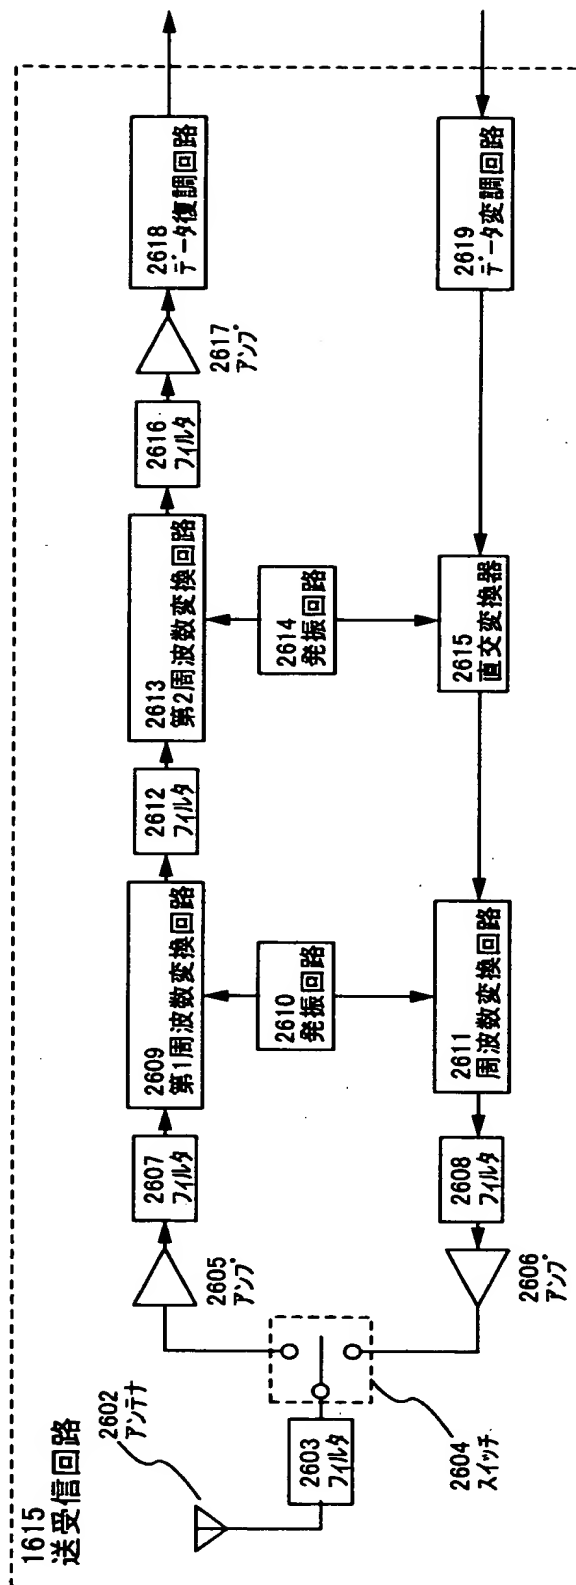 1615
送受信回路
2602
アンテナ
2603
フィルタ
2604
スイッチ
2605
アンプ
2607
フィルタ
2609
第1周波数変換回路
2612
フィルタ
2613
第2周波数変換回路
2616
フィルタ
2617
アンプ
2618
データ復調回路
2610
発振回路
2614
発振回路
2606
アンプ
2608
フィルタ
2611
周波数変換回路
2615
直交変換器
2619
データ変調回路